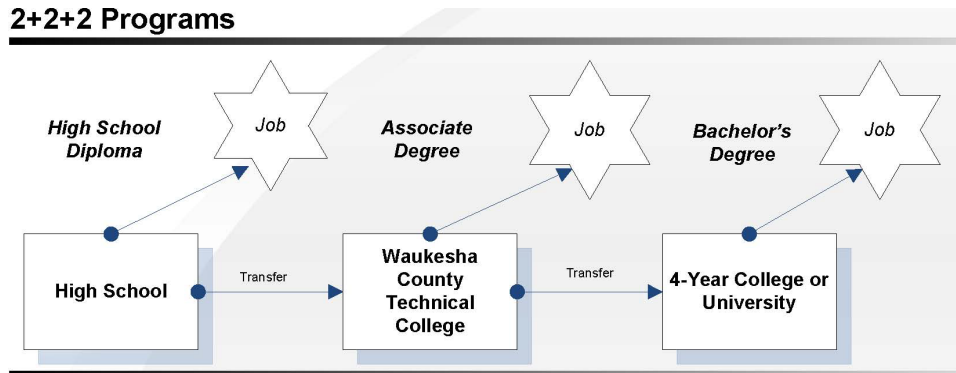 2+2+2 Programs
High School
Diploma
Job
Associate
Degree
Job
Bachelor's
Degree
Job
High School
Transfer
Waukesha
County
Technical
College
Transfer
4-Year College or
University